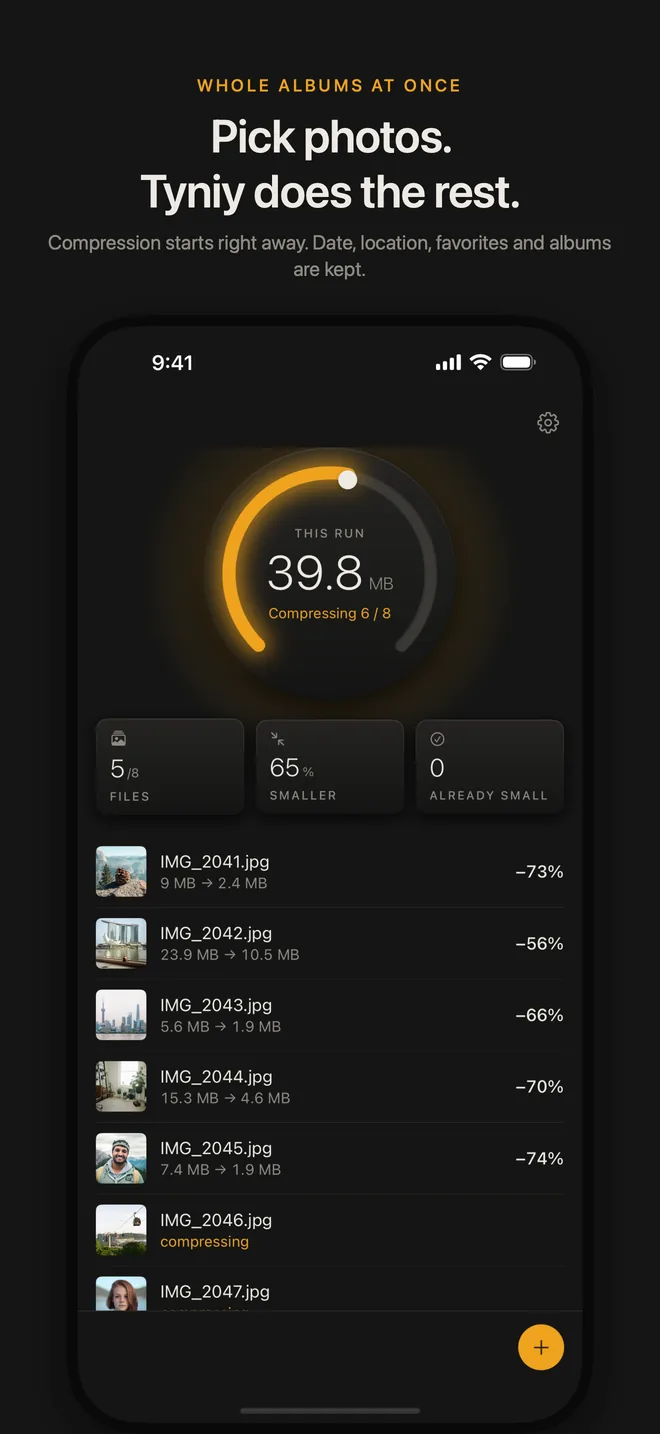 WHOLE ALBUMS AT ONCE
Pick photos.
Tyniy does the rest.
Compression starts right away. Date, location, favorites and albums
are kept.
9:41
THIS RUN
39.8 MB
Compressing 6 / 8
5/8
FILES
65%
SMALLER
0
ALREADY SMALL
IMG_2041.jpg
9 MB → 2.4 MB
−73%
IMG_2042.jpg
23.9 MB → 10.5 MB
−56%
IMG_2043.jpg
5.6 MB → 1.9 MB
−66%
IMG_2044.jpg
15.3 MB → 4.6 MB
−70%
IMG_2045.jpg
7.4 MB → 1.9 MB
−74%
IMG_2046.jpg
compressing
IMG_2047.jpg